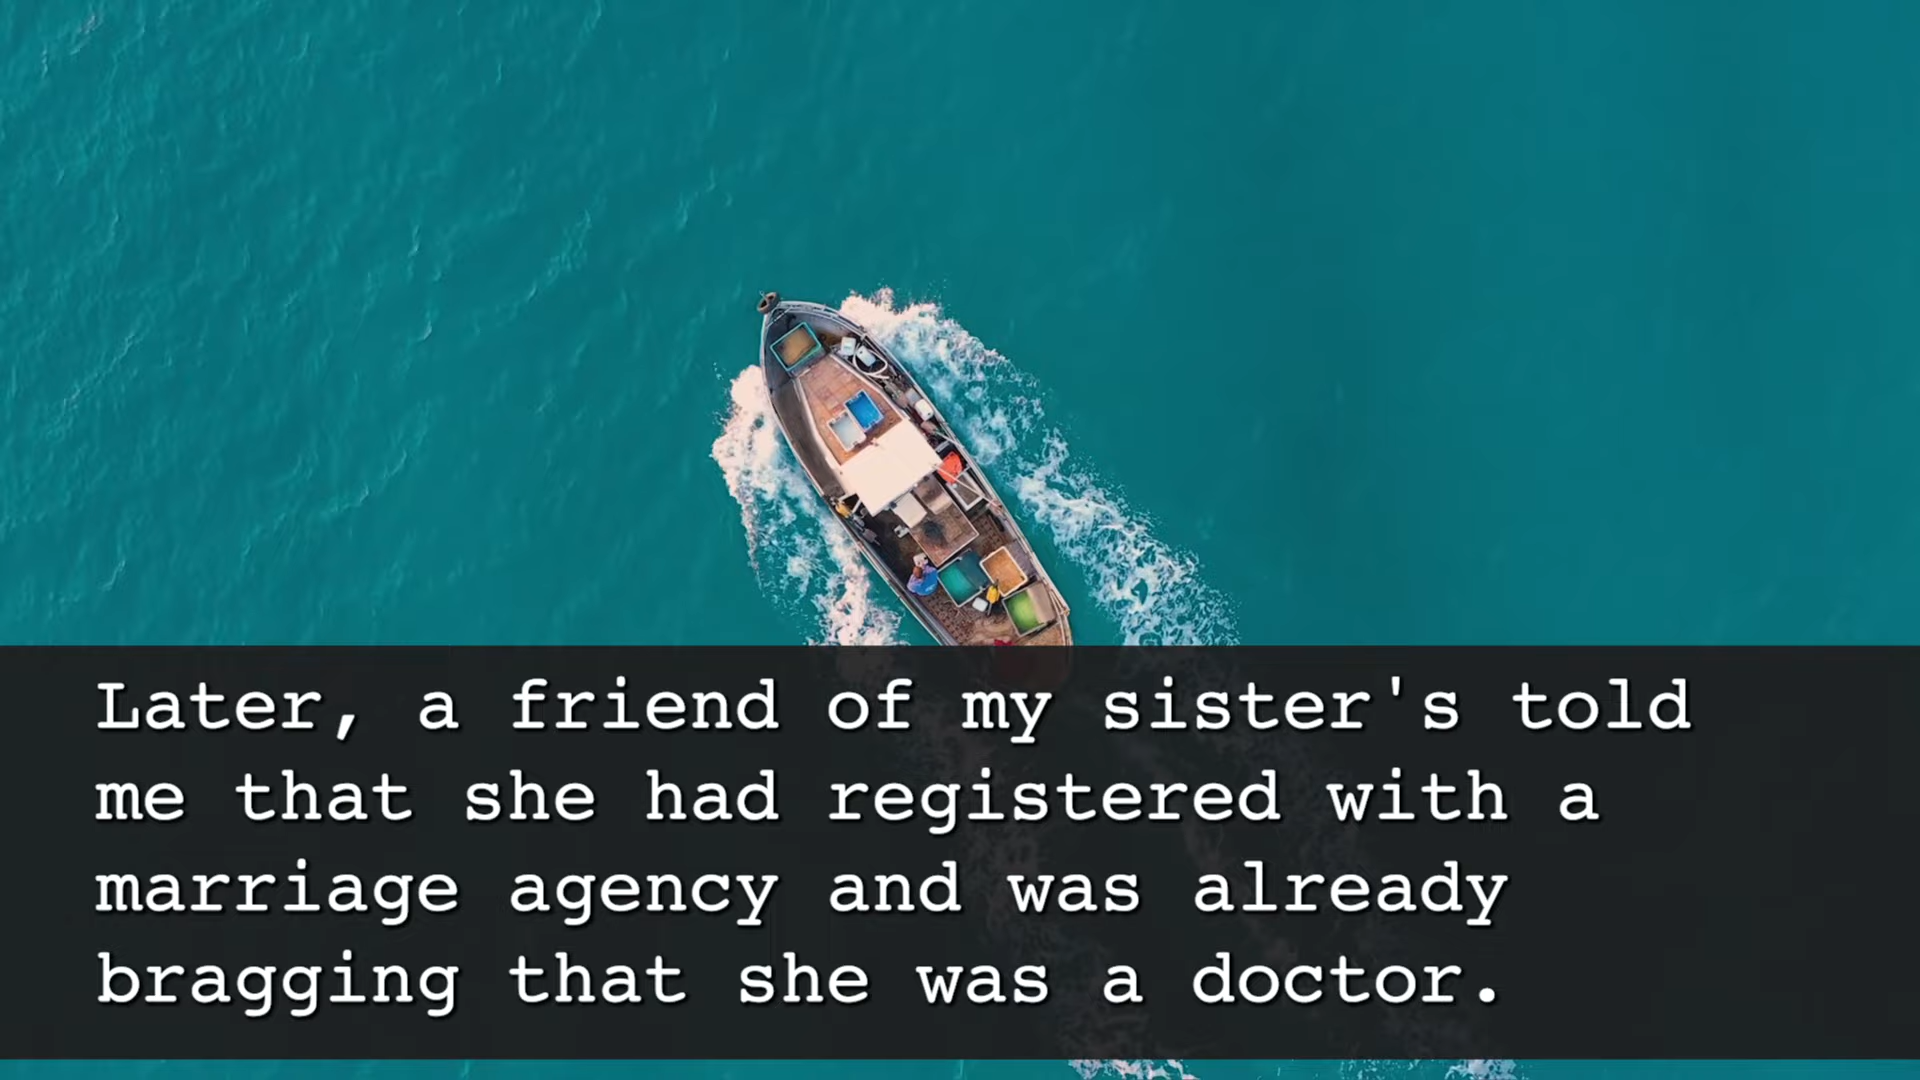 Later, a friend of my sister's told
me that she had registered with a
marriage agency and was already
bragging that she was a doctor.